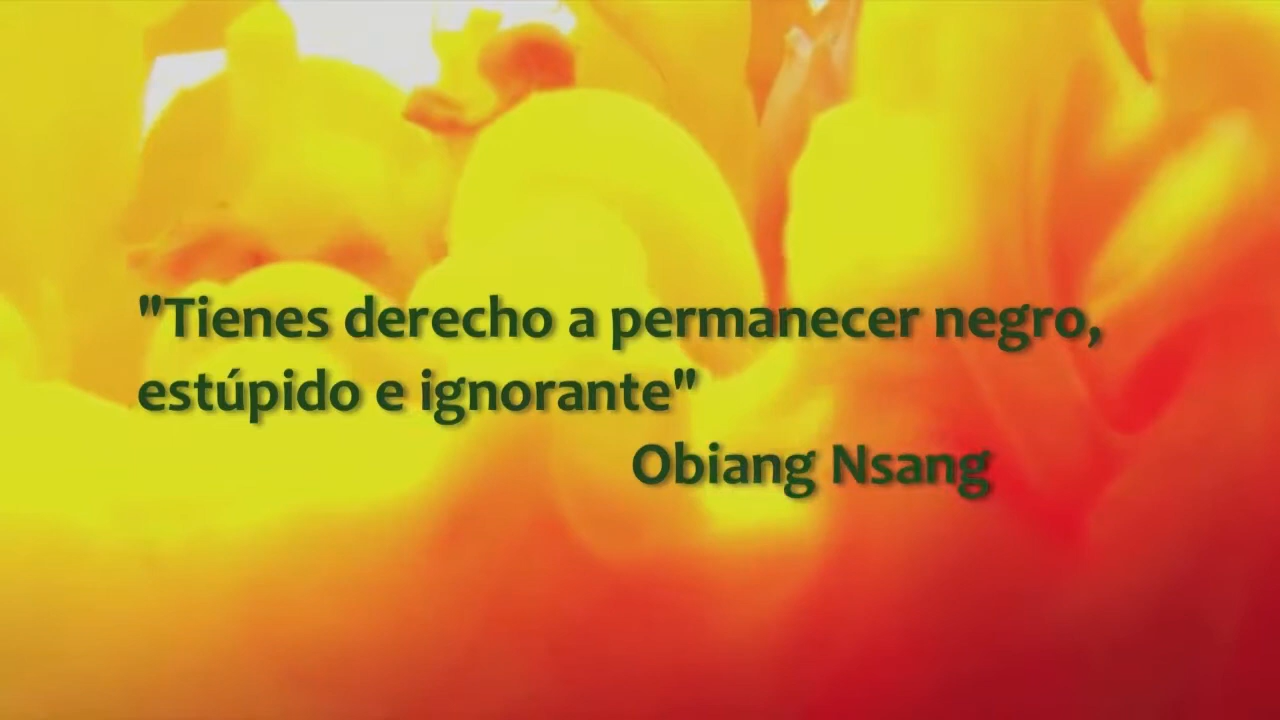 "Tienes derecho a permanecer negro,
estúpido e ignorante"
Obiang Nsang